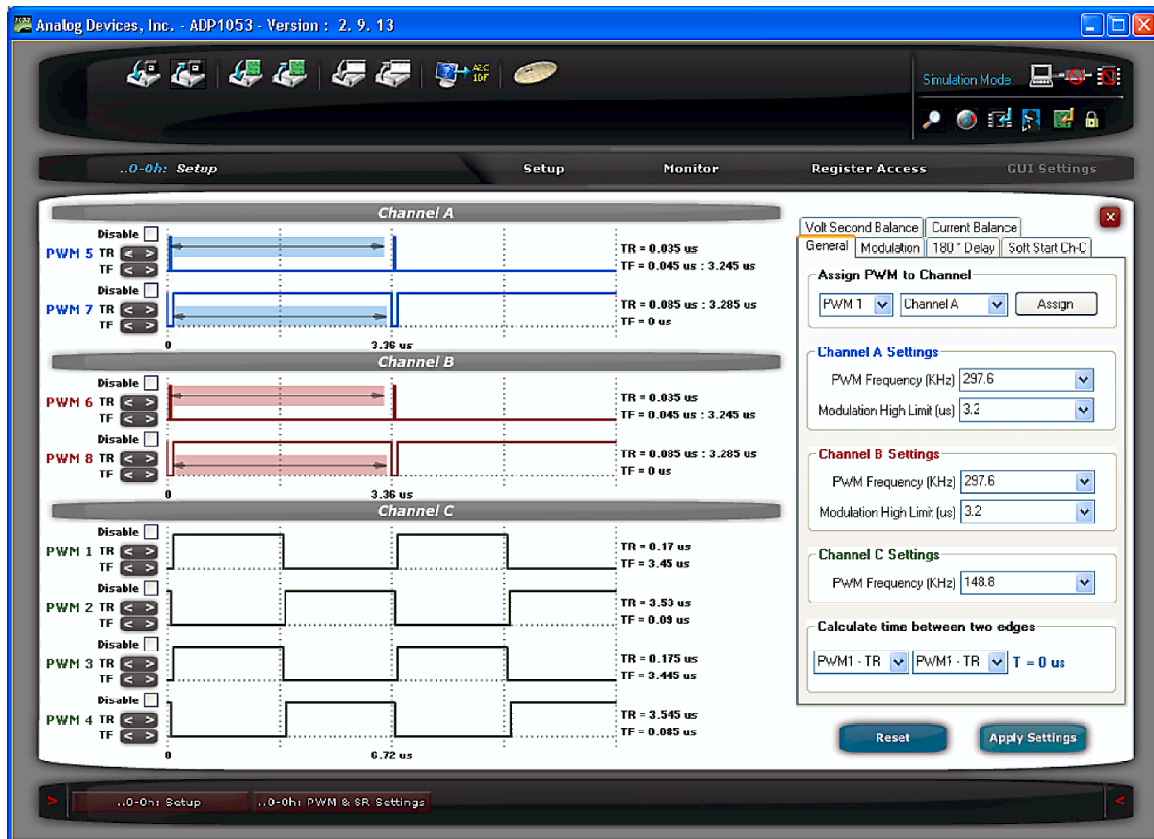 Analog Devices, Inc. - ADP1053 - Version : 2. 9. 13
Simulation Mode
..0-0h: Setup
Setup
Monitor
Register Access
GUI Settings
Channel A
Disable
PWM 5 TR < >
TF < >
TR = 0.035 us
TF = 0.045 us : 3.245 us
Disable
PWM 7 TR < >
TF < >
TR = 0.085 us : 3.285 us
TF = 0 us
0
3.36 us
Channel B
Disable
PWM 6 TR < >
TF < >
TR = 0.035 us
TF = 0.045 us : 3.245 us
Disable
PWM 8 TR < >
TF < >
TR = 0.085 us : 3.285 us
TF = 0 us
0
3.36 us
Channel C
Disable
PWM 1 TR < >
TF < >
TR = 0.17 us
TF = 3.45 us
Disable
PWM 2 TR < >
TF < >
TR = 3.53 us
TF = 0.09 us
Disable
PWM 3 TR < >
TF < >
TR = 0.175 us
TF = 3.445 us
Disable
PWM 4 TR < >
TF < >
TR = 3.545 us
TF = 0.085 us
0
6.72 us
Volt Second Balance
Current Balance
General
Modulation
180 ° Delay
Soft Start Ch-C
Assign PWM to Channel
PWM 1
Channel A
Assign
Channel A Settings
PWM Frequency (KHz) 297.6
Modulation High Limit (us) 3.2
Channel B Settings
PWM Frequency (KHz) 297.6
Modulation High Limit (us) 3.2
Channel C Settings
PWM Frequency (KHz) 148.8
Calculate time between two edges
PWM1 - TR
PWM1 - TR
T = 0 us
Reset
Apply Settings
>
..0-0h: Setup
..0-0h: PWM & SR Settings
<